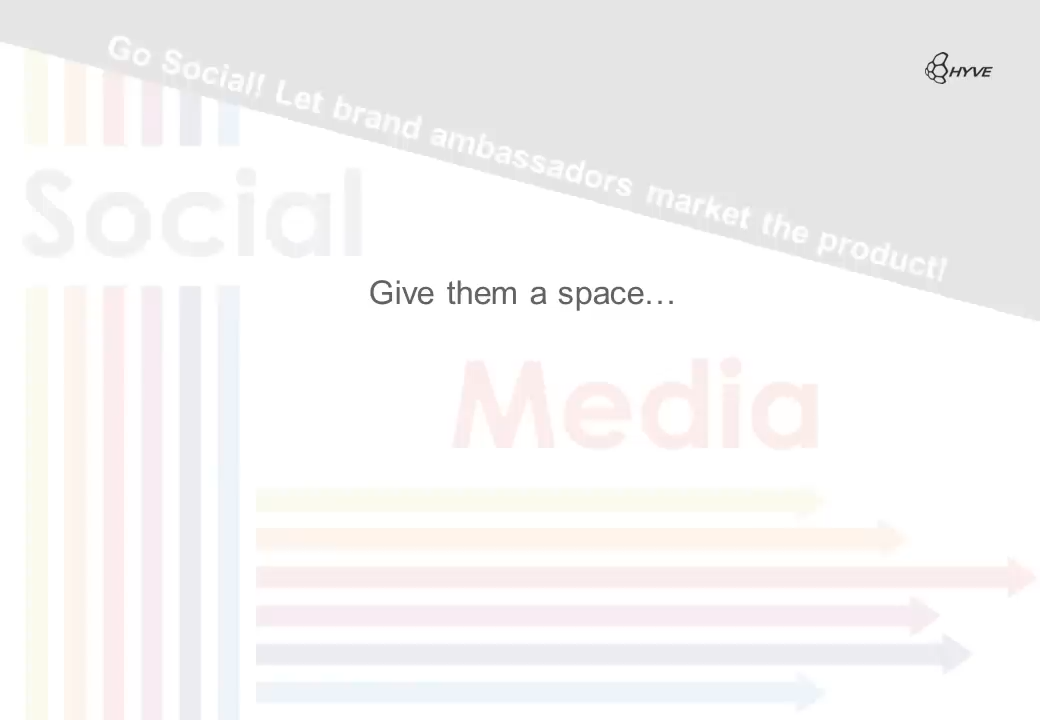 Go Social! Let brand ambassadors market the product!
HYVE
Social
Give them a space…
Media